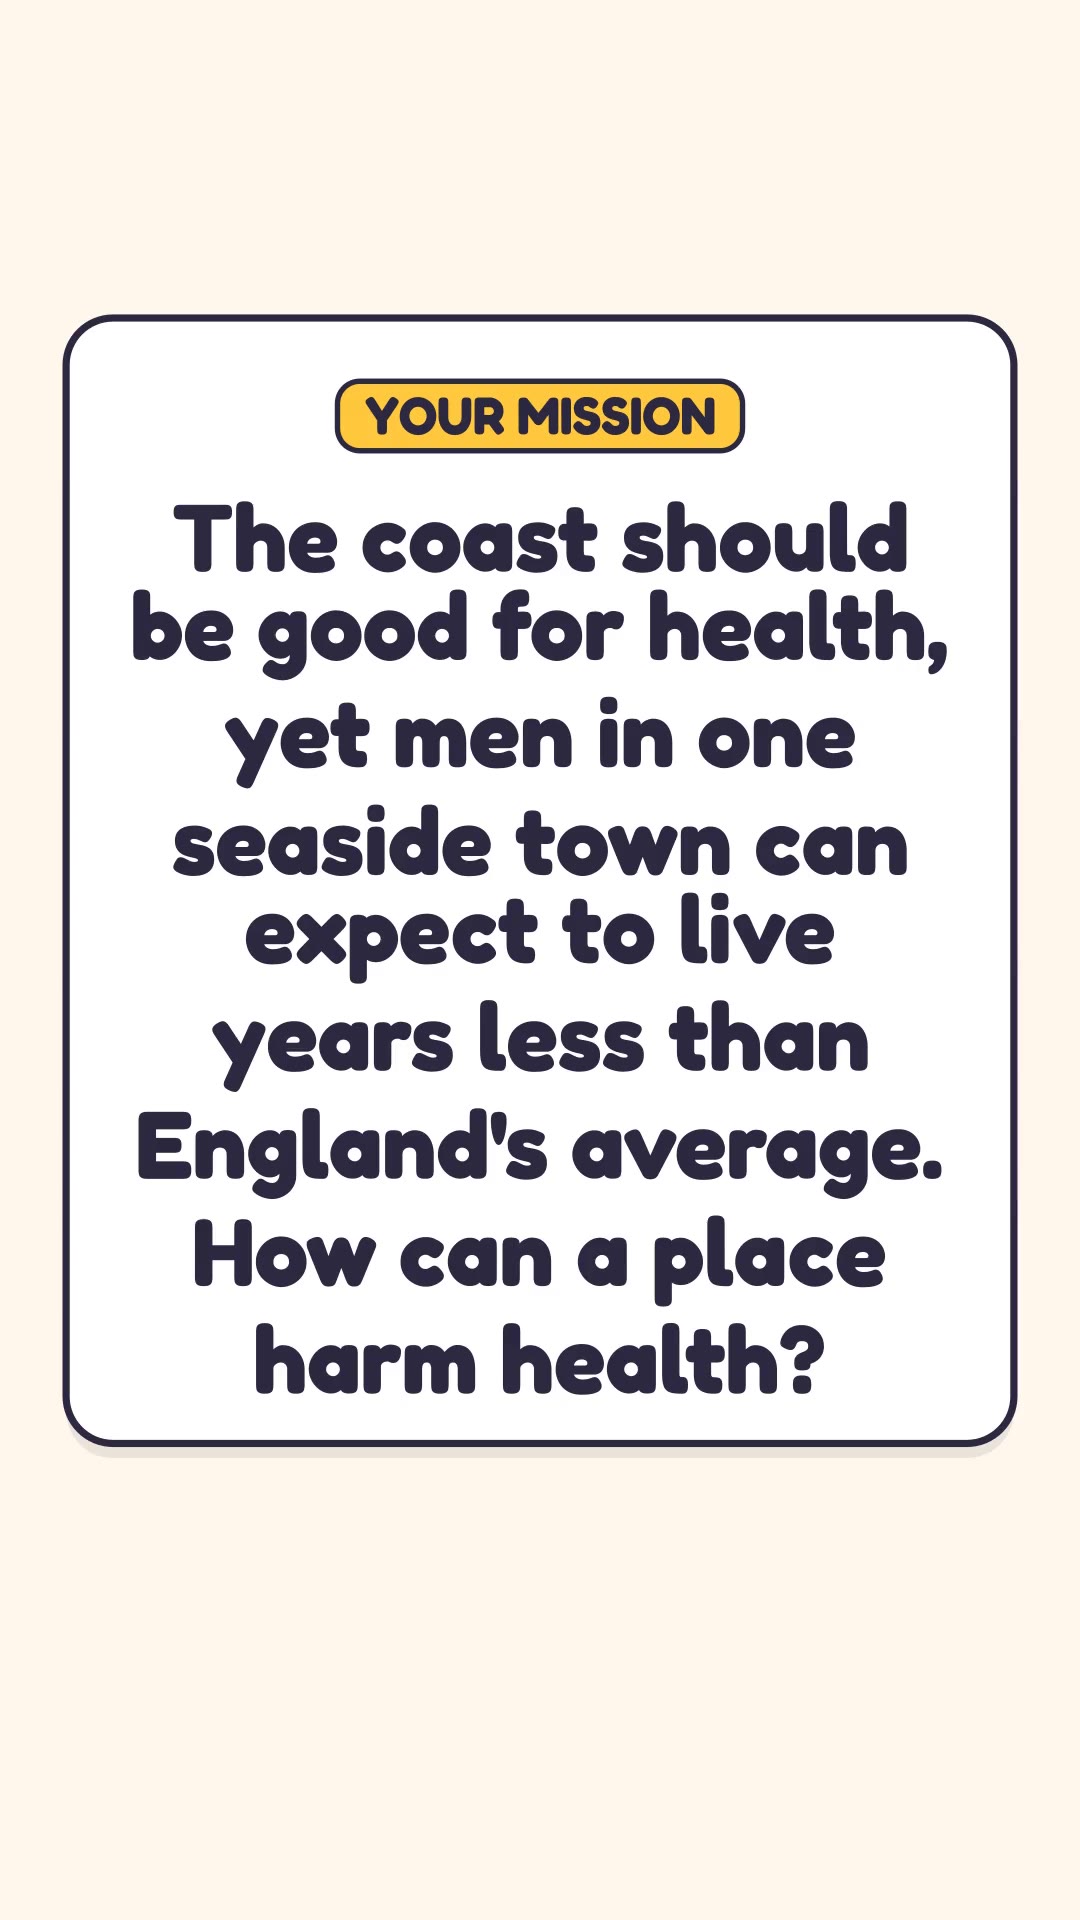 YOUR MISSION
The coast should
be good for health,
yet men in one
seaside town can
expect to live
years less than
England's average.
How can a place
harm health?